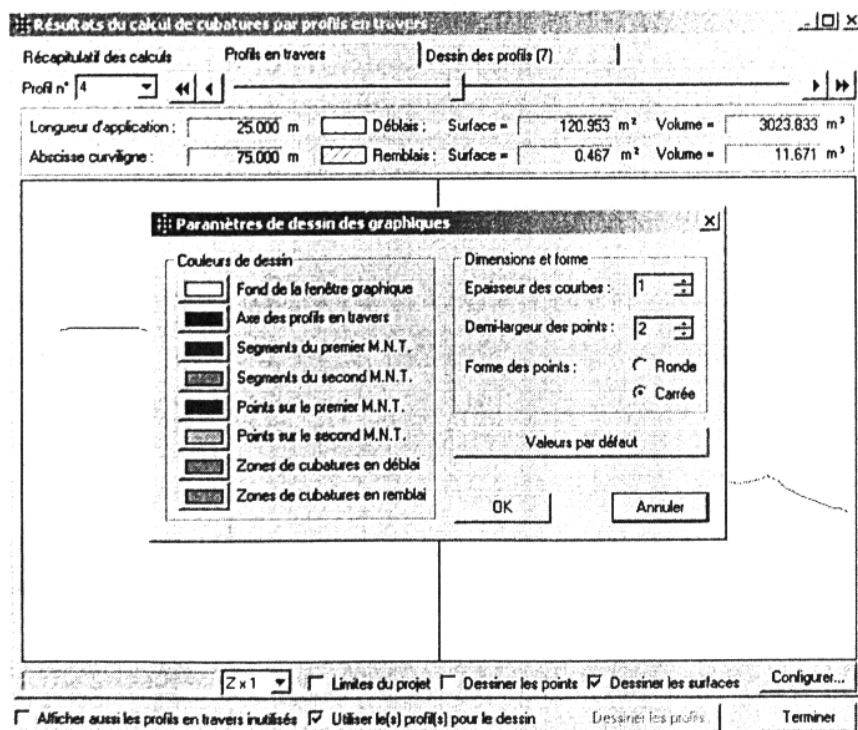 Résultats du calcul de cubatures par profils en travers
Récapitulatif des calculs Profils en travers Dessin des profils (7)
Profil n° 4
Longueur d'application : 25.000 m Déblais : Surface = 120.953 m² Volume = 3023.833 m³
Abscisse curviligne : 75.000 m Remblais : Surface = 0.467 m² Volume = 11.671 m³
Paramètres de dessin des graphiques
Couleurs de dessin
Fond de la fenêtre graphique
Axe des profils en travers
Segments du premier M.N.T.
Segments du second M.N.T.
Points sur le premier M.N.T.
Points sur le second M.N.T.
Zones de cubatures en déblai
Zones de cubatures en remblai
Dimensions et forme
Epaisseur des courbes : 1
Demi-largeur des points : 2
Forme des points : Ronde
Carrée
Valeurs par défaut
OK Annuler
Z x 1 Limites du projet Dessiner les points Dessiner les surfaces Configurer...
Afficher aussi les profils en travers inutilisés Utiliser le(s) profil(s) pour le dessin Dessiner les profils Terminer